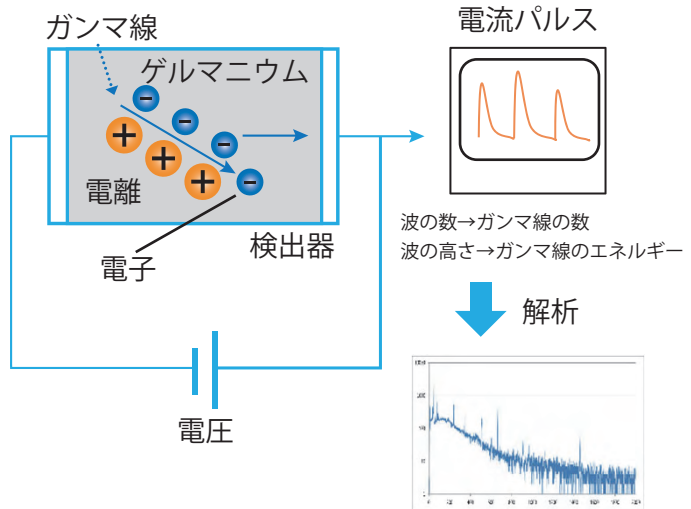 ガンマ線
ゲルマニウム
電離
電子
検出器
電圧
電流パルス
波の数→ガンマ線の数
波の高さ→ガンマ線のエネルギー
解析